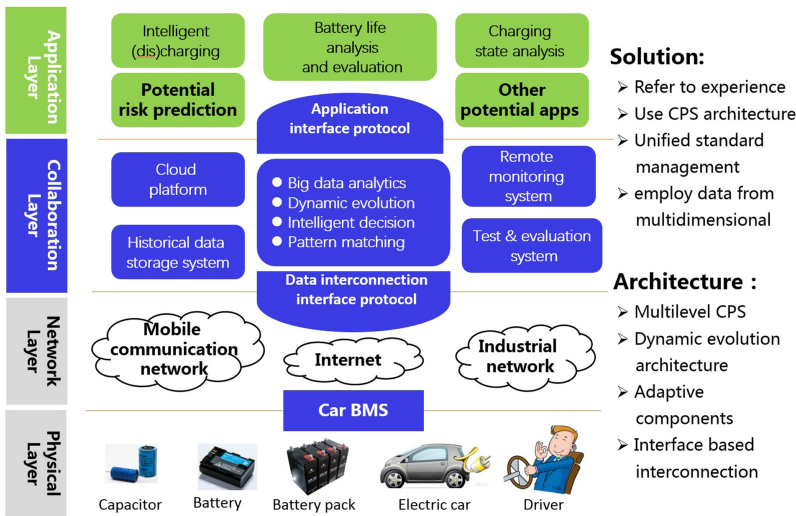 Application
Layer
Intelligent
(dis)charging
Battery life
analysis
and evaluation
Charging
state analysis
Potential
risk prediction
Other
potential apps
Application
interface protocol
Collaboration
Layer
Cloud
platform
Big data analytics
Dynamic evolution
Intelligent decision
Pattern matching
Remote
monitoring
system
Historical data
storage system
Test & evaluation
system
Data interconnection
interface protocol
Network
Layer
Mobile
communication
network
Internet
Industrial
network
Car BMS
Physical
Layer
Capacitor
Battery
Battery pack
Electric car
Driver
Solution:
Refer to experience
Use CPS architecture
Unified standard
management
employ data from
multidimensional
Architecture :
Multilevel CPS
Dynamic evolution
architecture
Adaptive
components
Interface based
interconnection